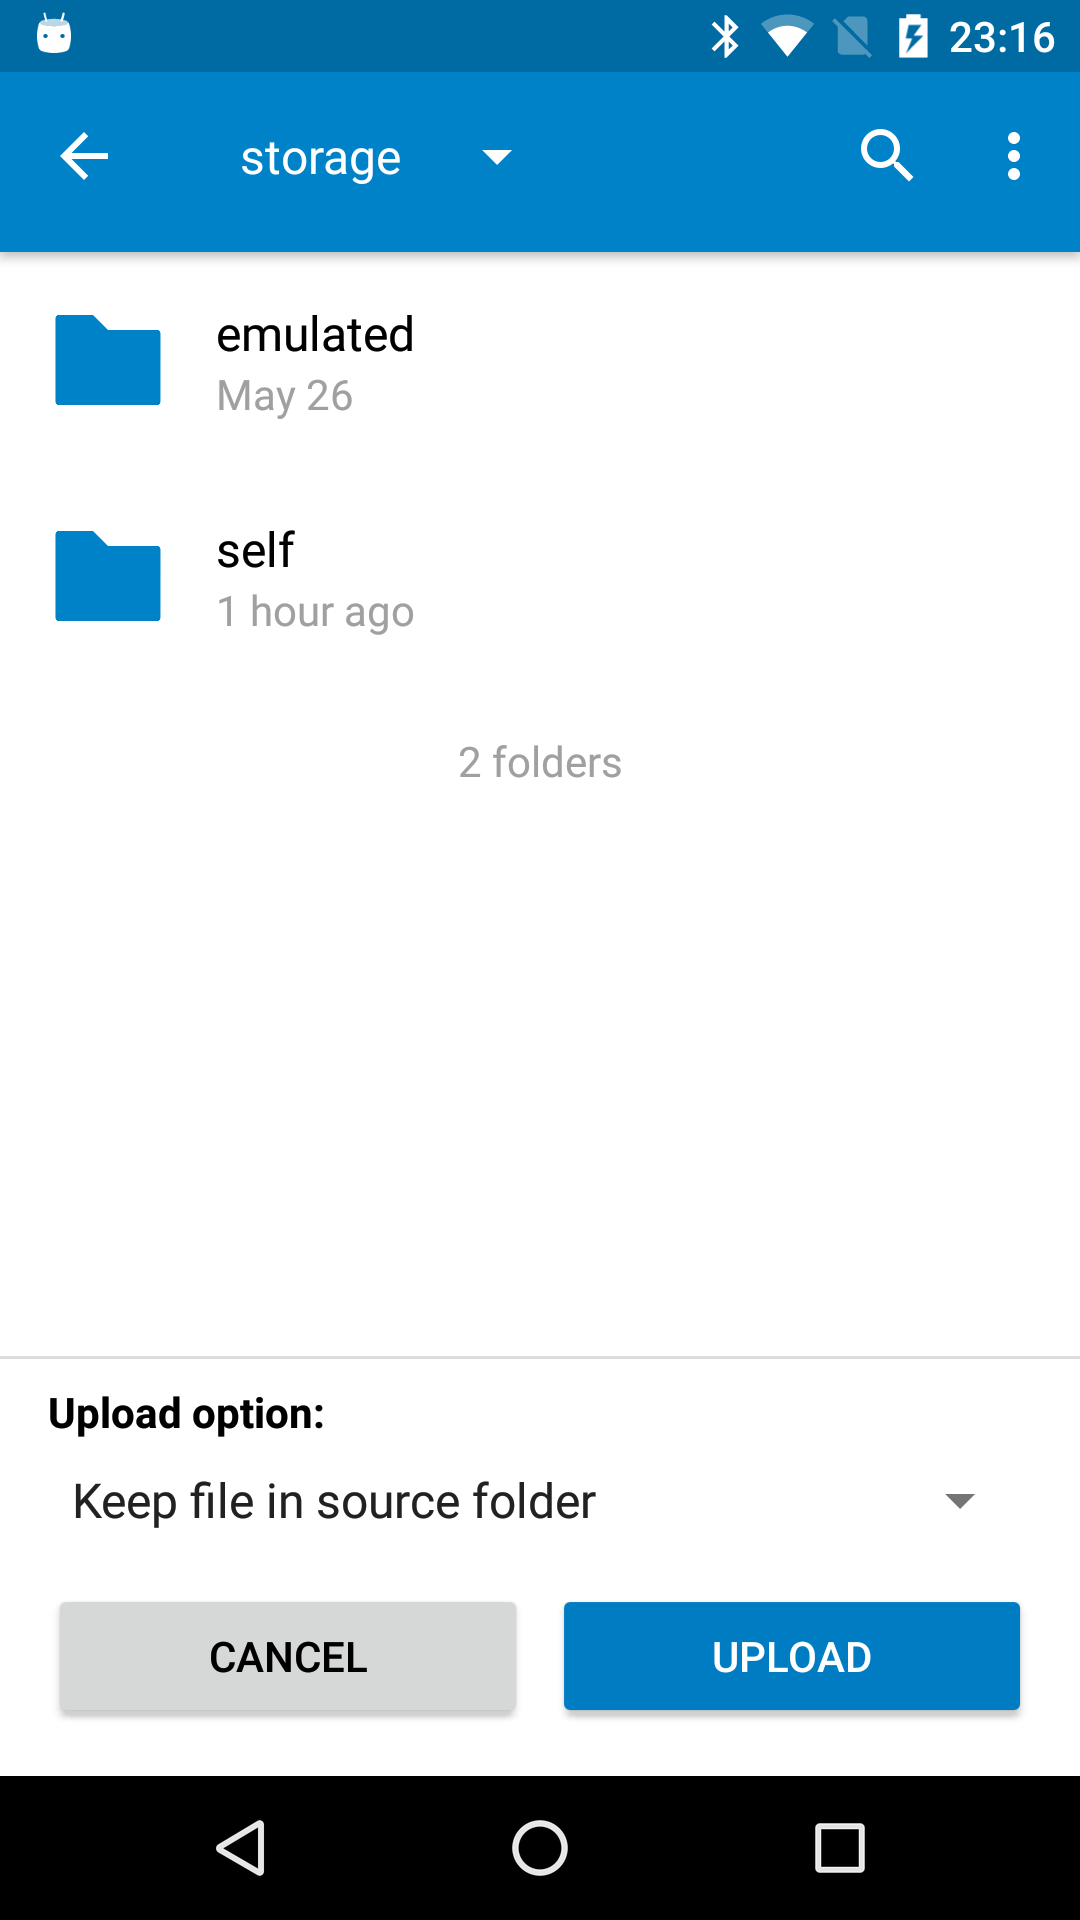 23:16
storage
emulated
May 26
self
1 hour ago
2 folders
Upload option:
Keep file in source folder
CANCEL
UPLOAD